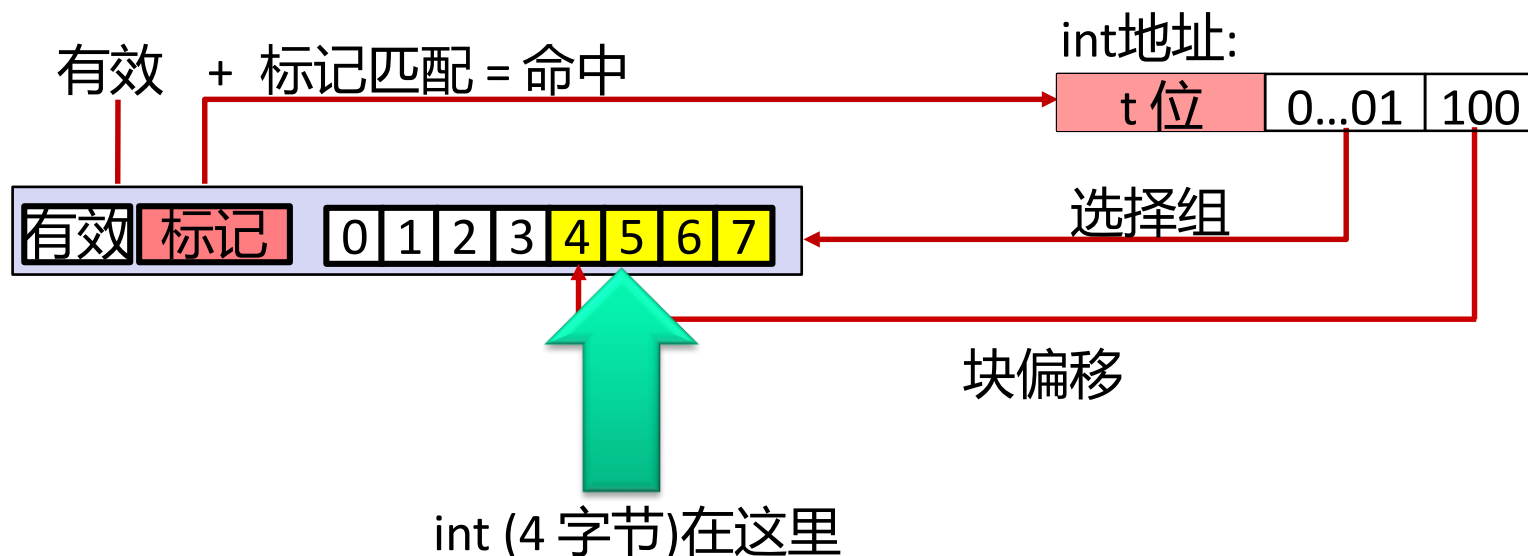 int地址:
有效 + 标记匹配 = 命中
t 位 0...01 100
选择组
有效 标记 0 1 2 3 4 5 6 7
块偏移
int (4 字节)在这里